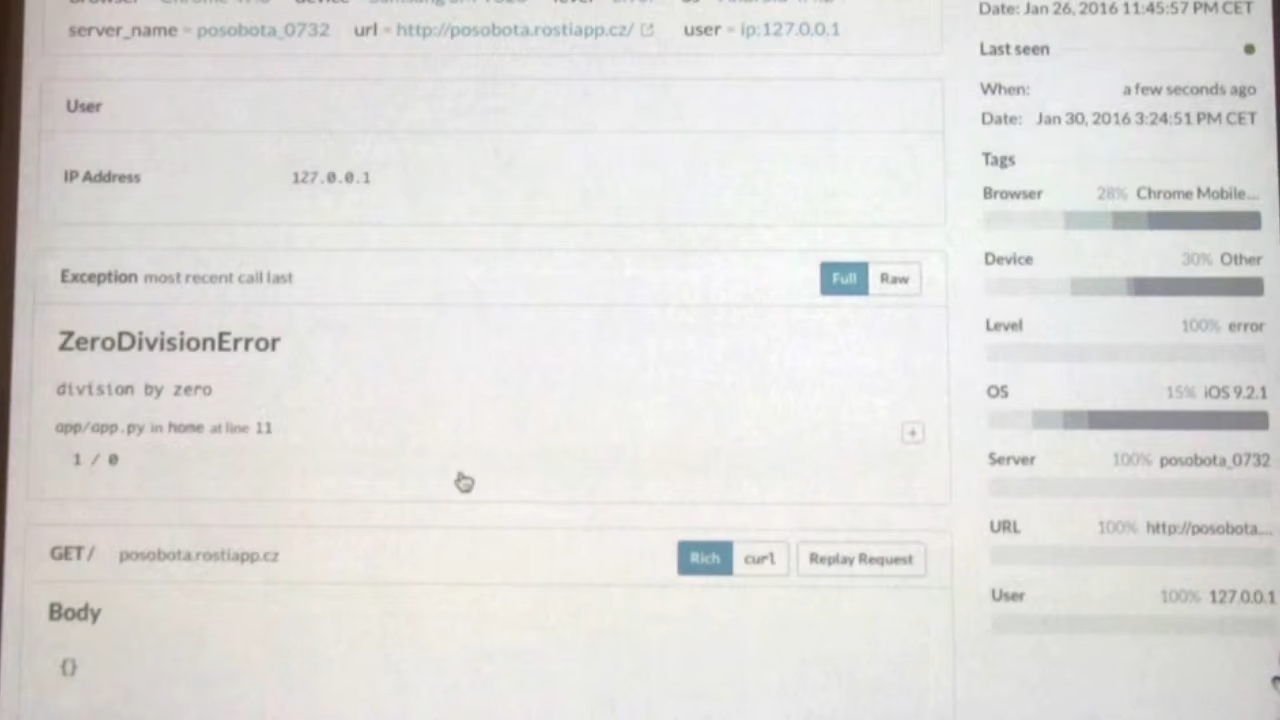 server_name = posobota_0732 url = http://posobota.rostiapp.cz/ user = ip:127.0.0.1
User
IP Address 127.0.0.1
Exception most recent call last
Full Raw
ZeroDivisionError
division by zero
app/app.py in home at line 11
1 / 0
GET / posobota.rostiapp.cz
Rich curl Replay Request
Body
{}
Date: Jan 26, 2016 11:45:57 PM CET
Last seen
When: a few seconds ago
Date: Jan 30, 2016 3:24:51 PM CET
Tags
Browser 28% Chrome Mobile...
Device 30% Other
Level 100% error
OS 15% iOS 9.2.1
Server 100% posobota_0732
URL 100% http://posobota....
User 100% 127.0.0.1